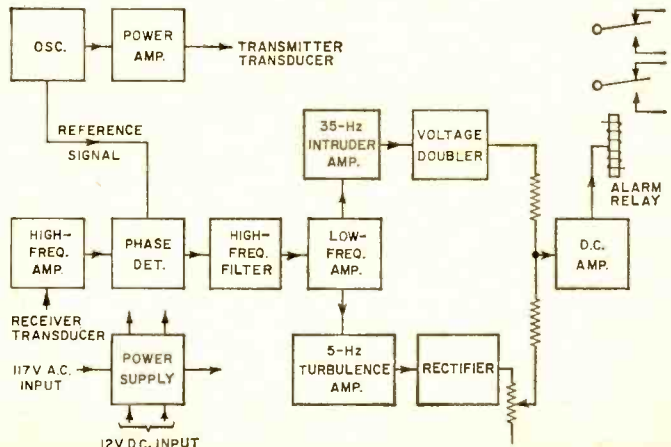 OSC.
POWER
AMP.
TRANSMITTER
TRANSDUCER
REFERENCE
SIGNAL
35-Hz
INTRUDER
AMP.
VOLTAGE
DOUBLER
ALARM
RELAY
HIGH-
FREQ.
AMP.
PHASE
DET.
HIGH-
FREQ.
FILTER
LOW-
FREQ.
AMP.
D.C.
AMP.
RECEIVER
TRANSDUCER
117V A.C.
INPUT
POWER
SUPPLY
12V D.C. INPUT
5-Hz
TURBULENCE
AMP.
RECTIFIER